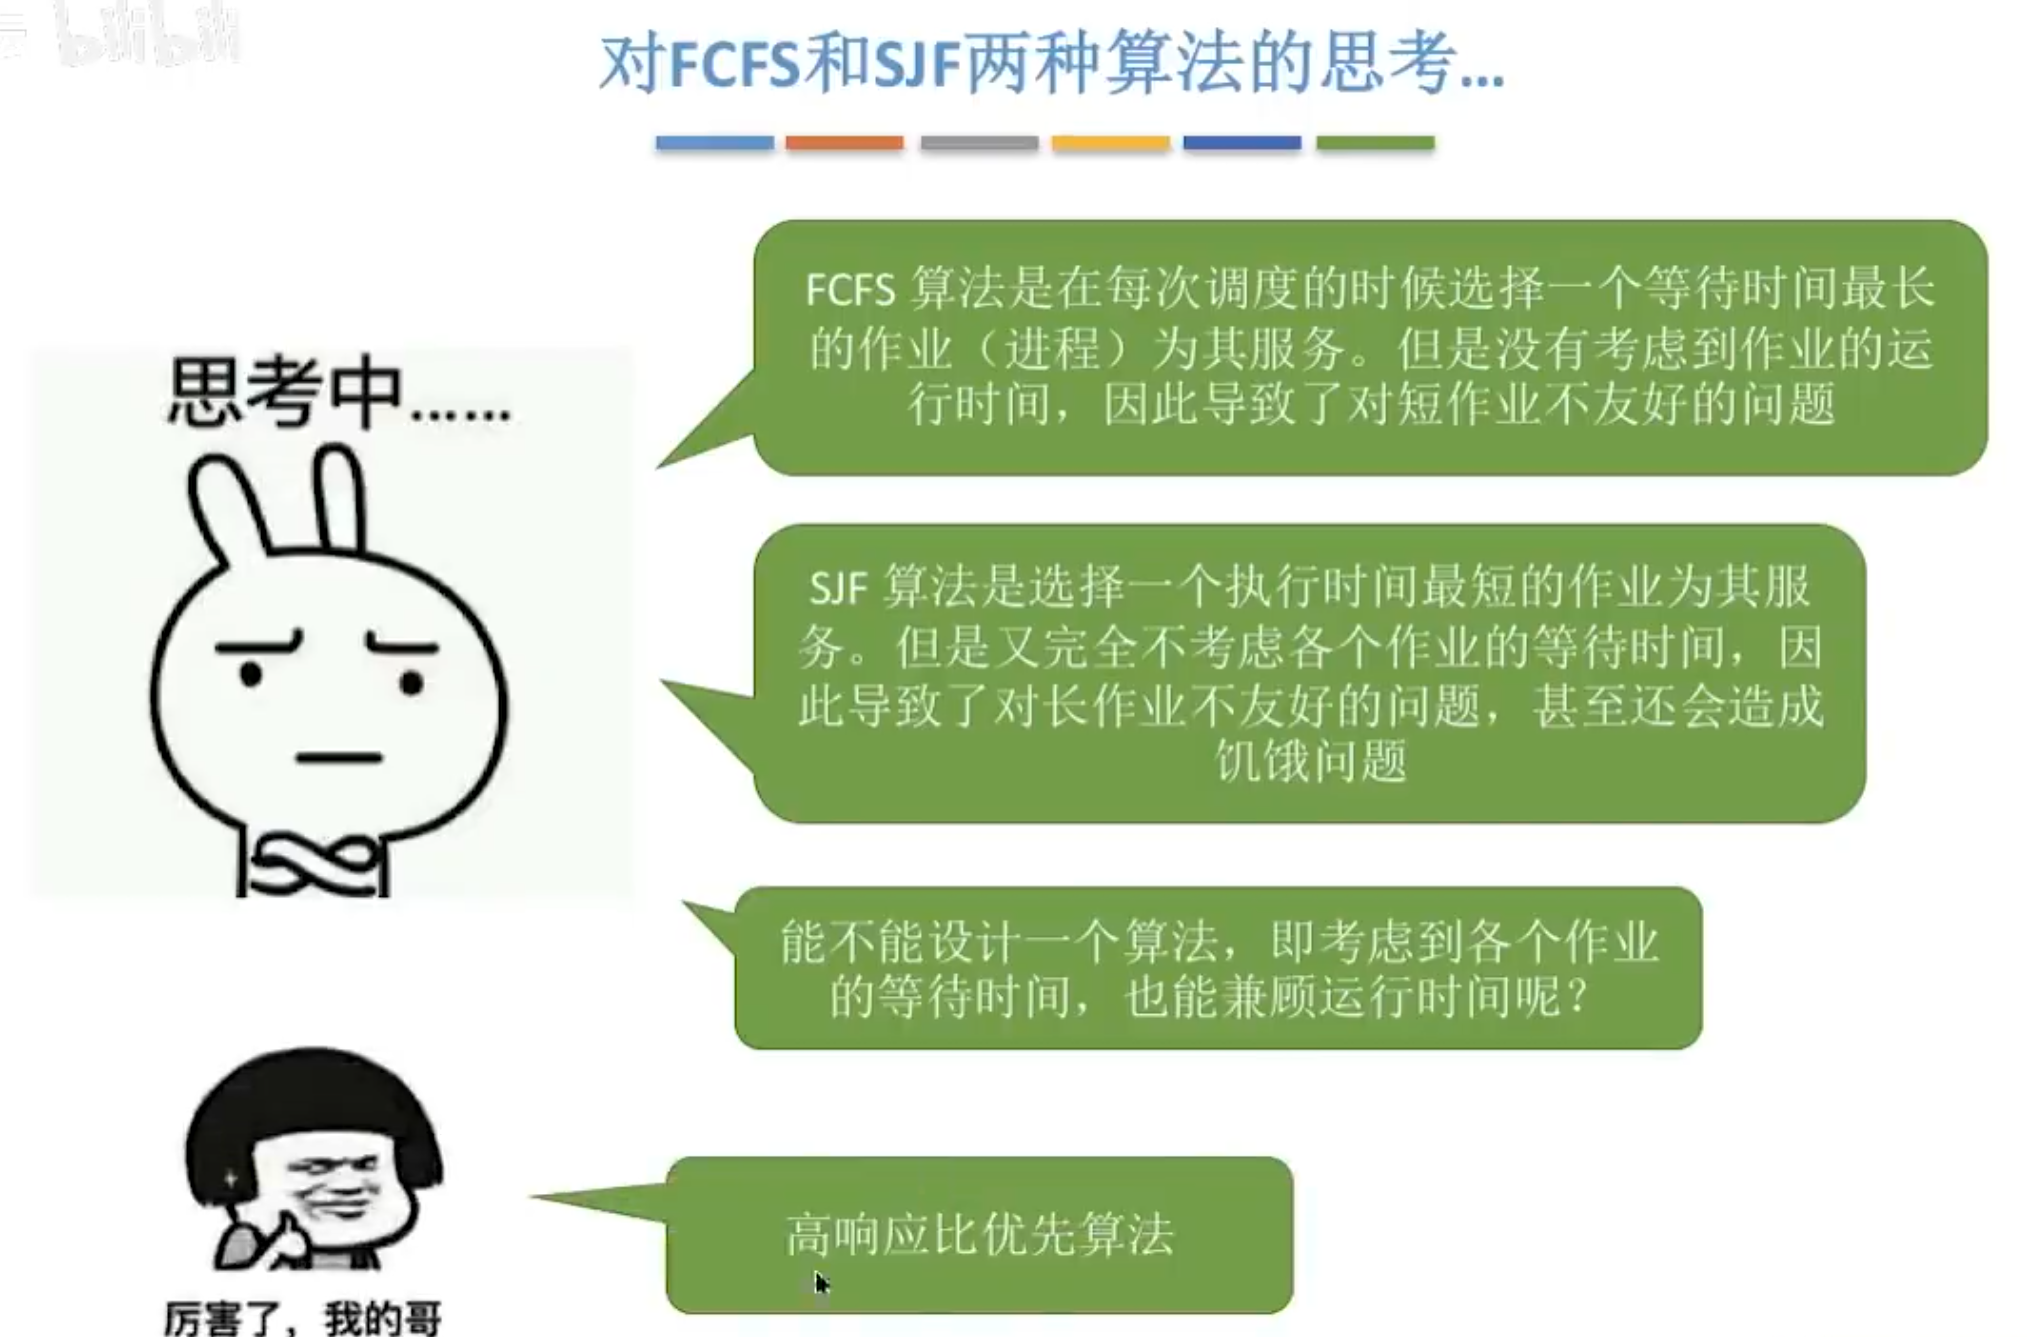 bilibili
对FCFS和SJF两种算法的思考...
FCFS 算法是在每次调度的时候选择一个等待时间最长
的作业（进程）为其服务。但是没有考虑到作业的运
行时间，因此导致了对短作业不友好的问题
思考中......
SJF 算法是选择一个执行时间最短的作业为其服
务。但是又完全不考虑各个作业的等待时间，因
此导致了对长作业不友好的问题，甚至还会造成
饥饿问题
能不能设计一个算法，即考虑到各个作业
的等待时间，也能兼顾运行时间呢？
高响应比优先算法
厉害了，我的哥